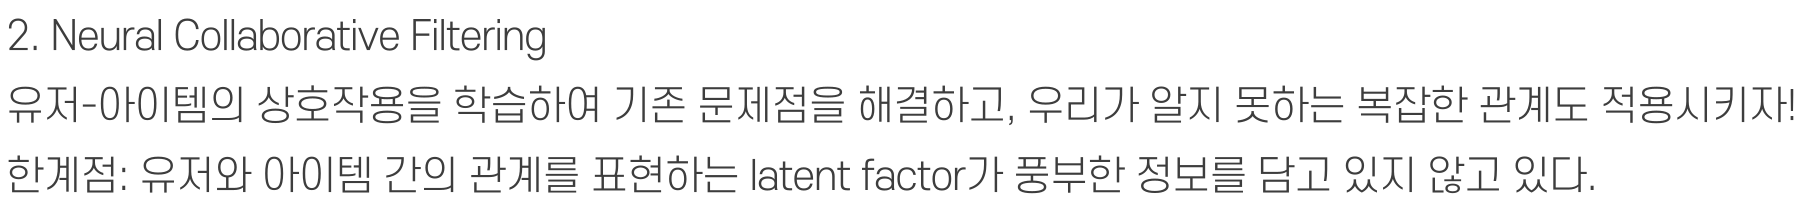 2. Neural Collaborative Filtering
유저-아이템의 상호작용을 학습하여 기존 문제점을 해결하고, 우리가 알지 못하는 복잡한 관계도 적용시키자!
한계점: 유저와 아이템 간의 관계를 표현하는 latent factor가 풍부한 정보를 담고 있지 않고 있다.